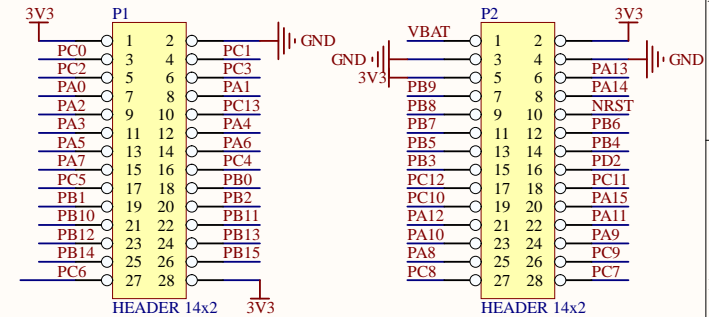 3V3 P1 P2 3V3
1 2 GND VBAT 1 2
PC0 3 4 PC1 GND 3 4 GND
PC2 5 6 PC3 3V3 5 6 PA13
PA0 7 8 PA1 PB9 7 8 PA14
PA2 9 10 PC13 PB8 9 10 NRST
PA3 11 12 PA4 PB7 11 12 PB6
PA5 13 14 PA6 PB5 13 14 PB4
PA7 15 16 PC4 PB3 15 16 PD2
PC5 17 18 PB0 PC12 17 18 PC11
PB1 19 20 PB2 PC10 19 20 PA15
PB10 21 22 PB11 PA12 21 22 PA11
PB12 23 24 PB13 PA10 23 24 PA9
PB14 25 26 PB15 PA8 25 26 PC9
PC6 27 28 PC8 27 28 PC7
HEADER 14x2 3V3 HEADER 14x2